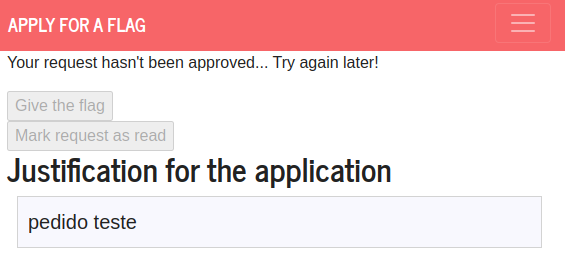 APPLY FOR A FLAG
Your request hasn't been approved... Try again later!
Give the flag
Mark request as read
Justification for the application
pedido teste